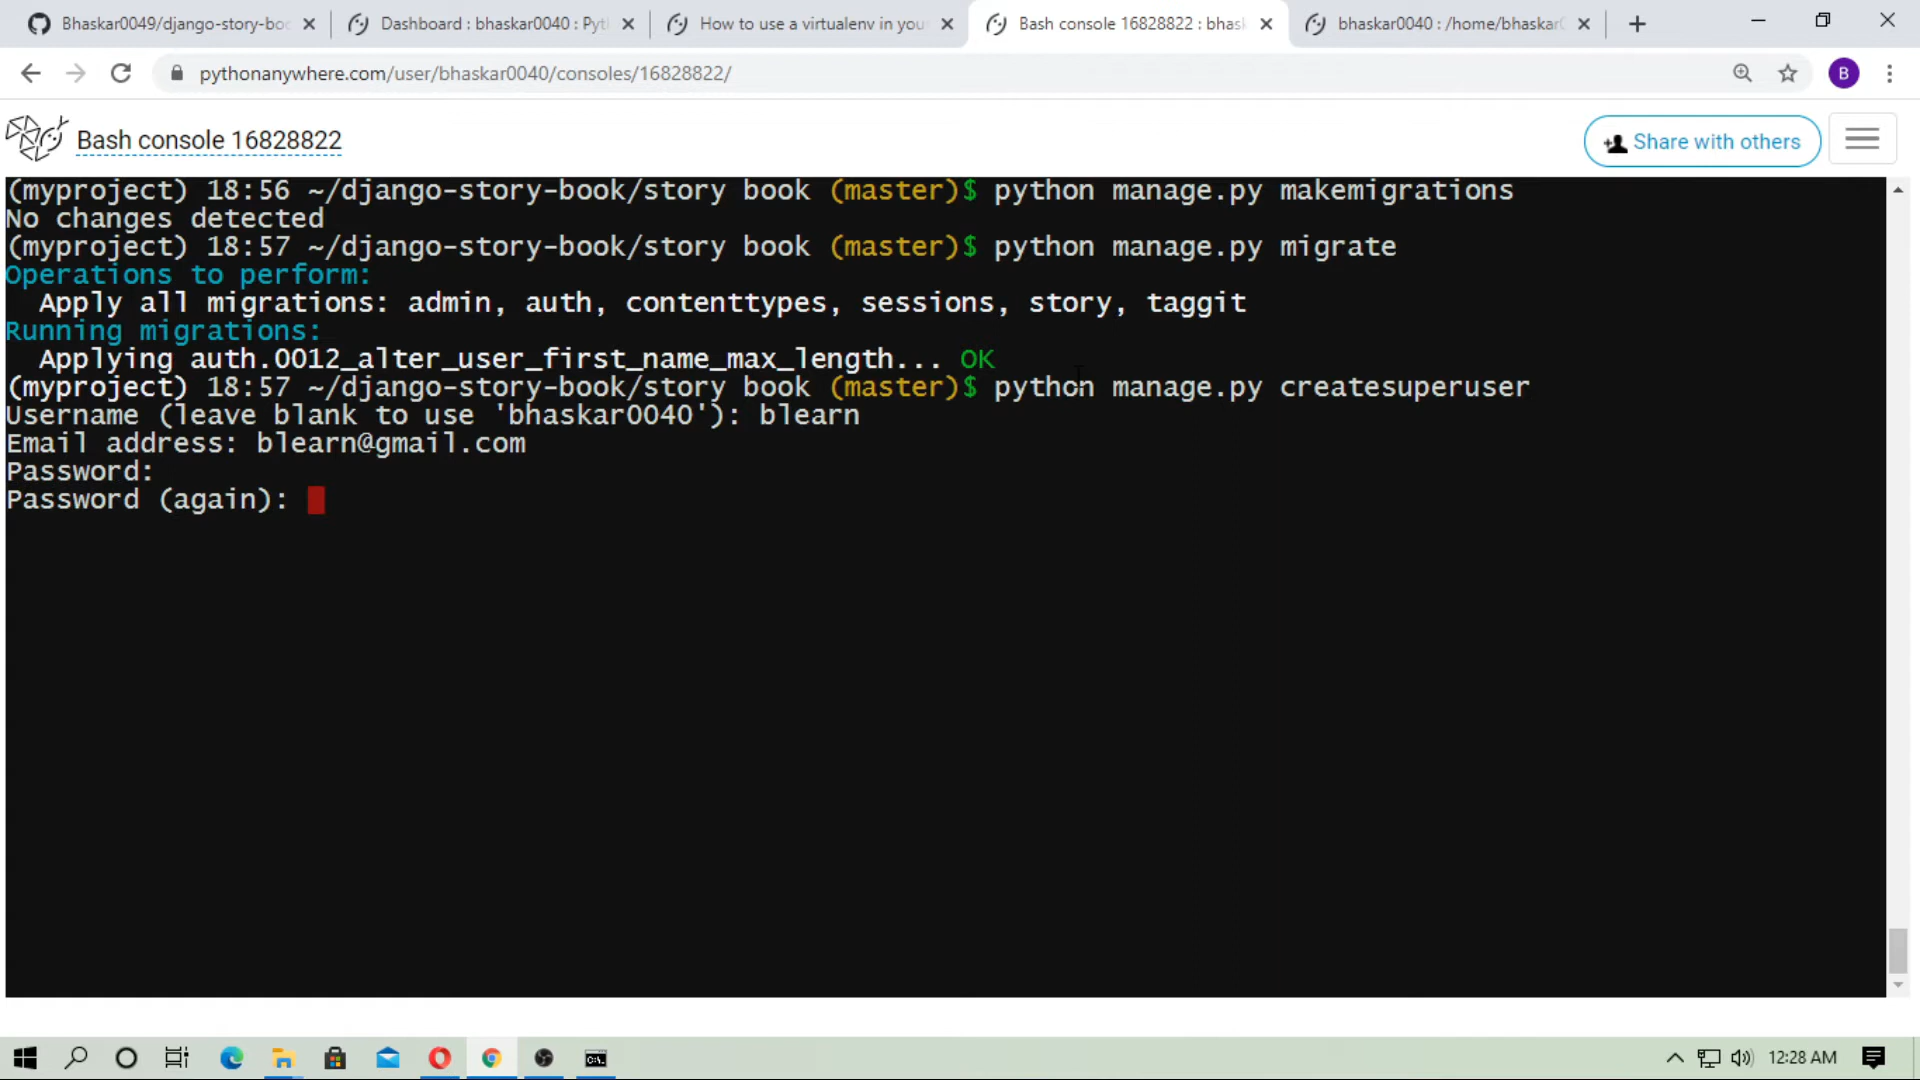 Bhaskar0049/django-story-boo
Dashboard : bhaskar0040 : Pyt
How to use a virtualenv in your
Bash console 16828822 : bhask
bhaskar0040 : /home/bhaskar0
pythonanywhere.com/user/bhaskar0040/consoles/16828822/
B
Bash console 16828822
Share with others
(myproject) 18:56 ~/django-story-book/story book (master)$ python manage.py makemigrations
No changes detected
(myproject) 18:57 ~/django-story-book/story book (master)$ python manage.py migrate
Operations to perform:
  Apply all migrations: admin, auth, contenttypes, sessions, story, taggit
Running migrations:
  Applying auth.0012_alter_user_first_name_max_length... OK
(myproject) 18:57 ~/django-story-book/story book (master)$ python manage.py createsuperuser
Username (leave blank to use 'bhaskar0040'): blearn
Email address: blearn@gmail.com
Password:
Password (again):
12:28 AM